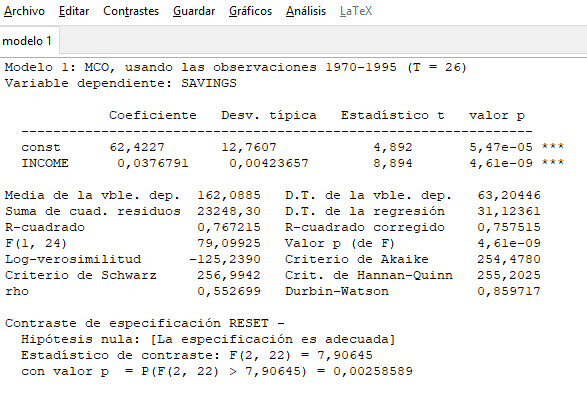 Archivo Editar Contrastes Guardar Gráficos Análisis LaTeX
modelo 1
Modelo 1: MCO, usando las observaciones 1970-1995 (T = 26)
Variable dependiente: SAVINGS
Coeficiente Desv. típica Estadístico t valor p
-----------------------------------------------------------------
const 62,4227 12,7607 4,892 5,47e-05 ***
INCOME 0,0376791 0,00423657 8,894 4,61e-09 ***
Media de la vble. dep. 162,0885 D.T. de la vble. dep. 63,20446
Suma de cuad. residuos 23248,30 D.T. de la regresión 31,12361
R-cuadrado 0,767215 R-cuadrado corregido 0,757515
F(1, 24) 79,09925 Valor p (de F) 4,61e-09
Log-verosimilitud -125,2390 Criterio de Akaike 254,4780
Criterio de Schwarz 256,9942 Crit. de Hannan-Quinn 255,2025
rho 0,552699 Durbin-Watson 0,859717
Contraste de especificación RESET -
Hipótesis nula: [La especificación es adecuada]
Estadístico de contraste: F(2, 22) = 7,90645
con valor p = P(F(2, 22) > 7,90645) = 0,00258589